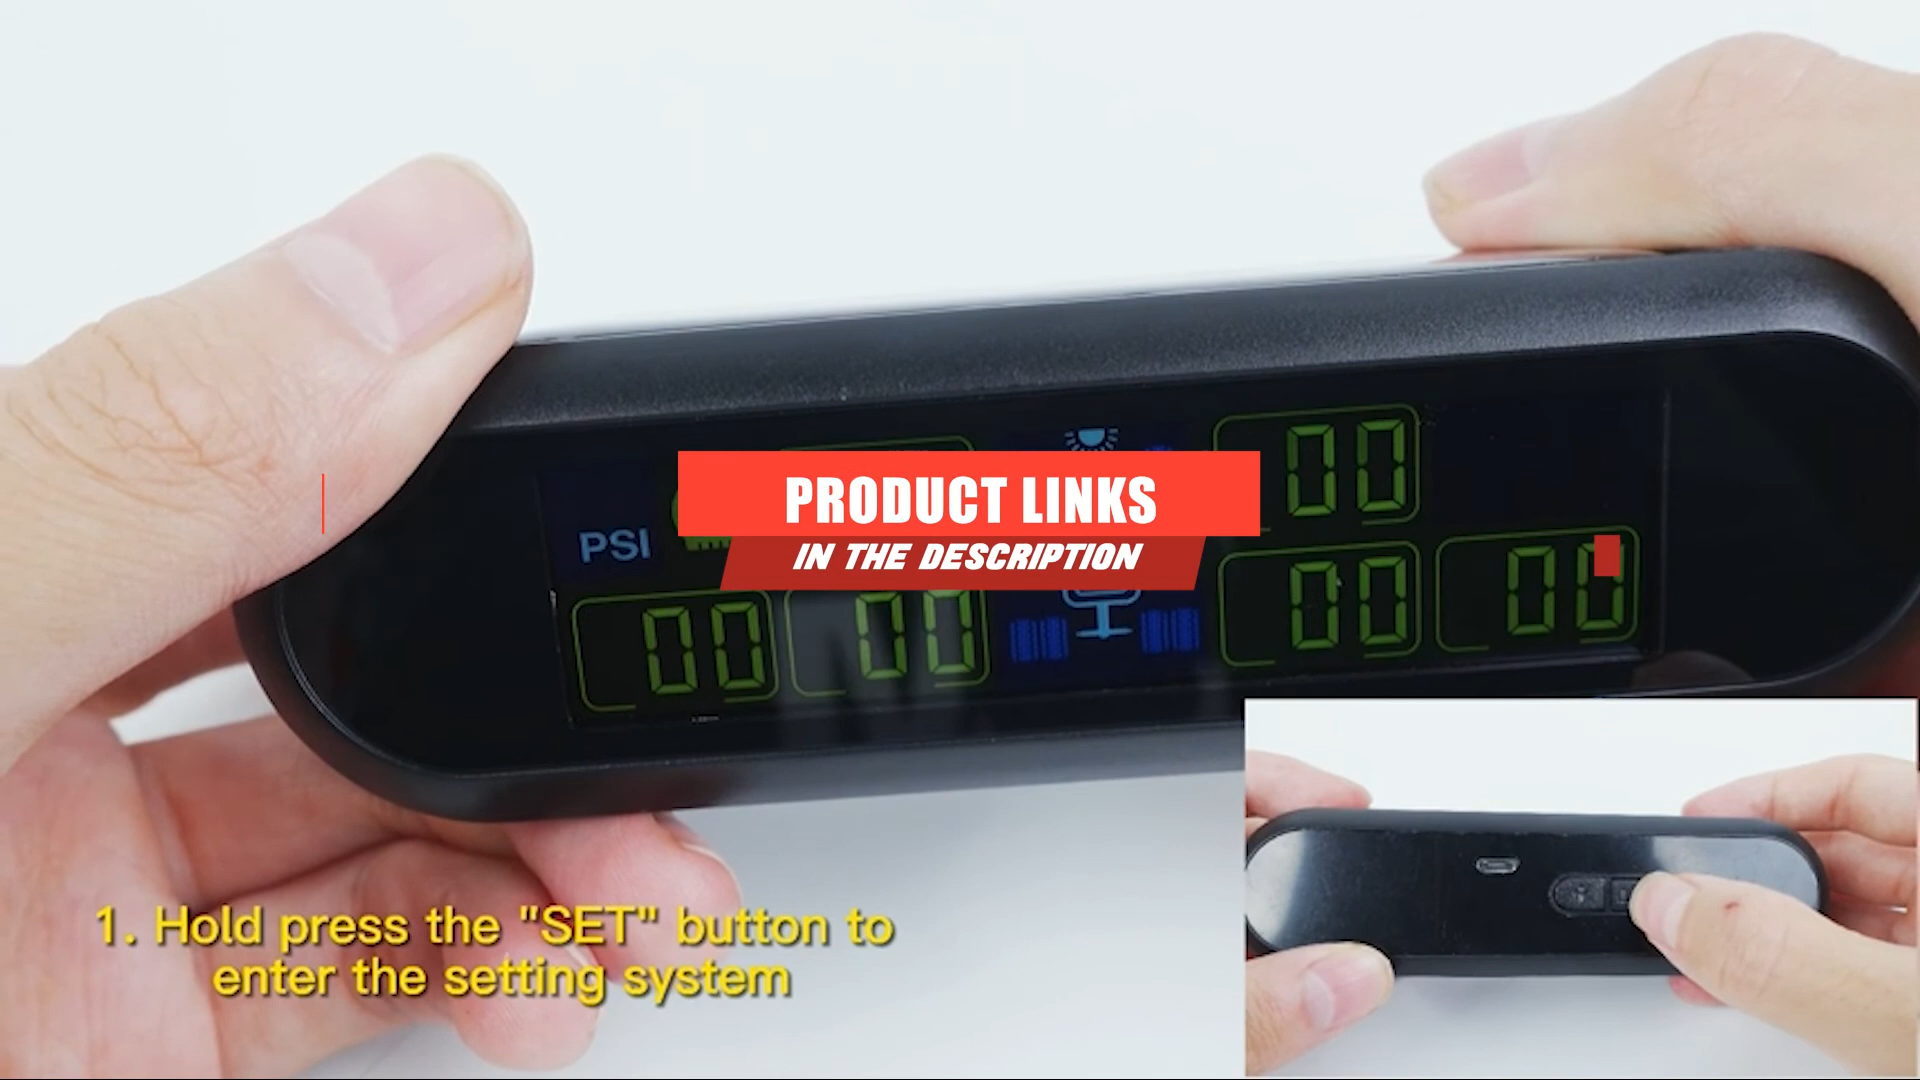 00
PRODUCT LINKS
PSI
IN THE DESCRIPTION
00 00 00 00
1. Hold press the "SET" button to
enter the setting system